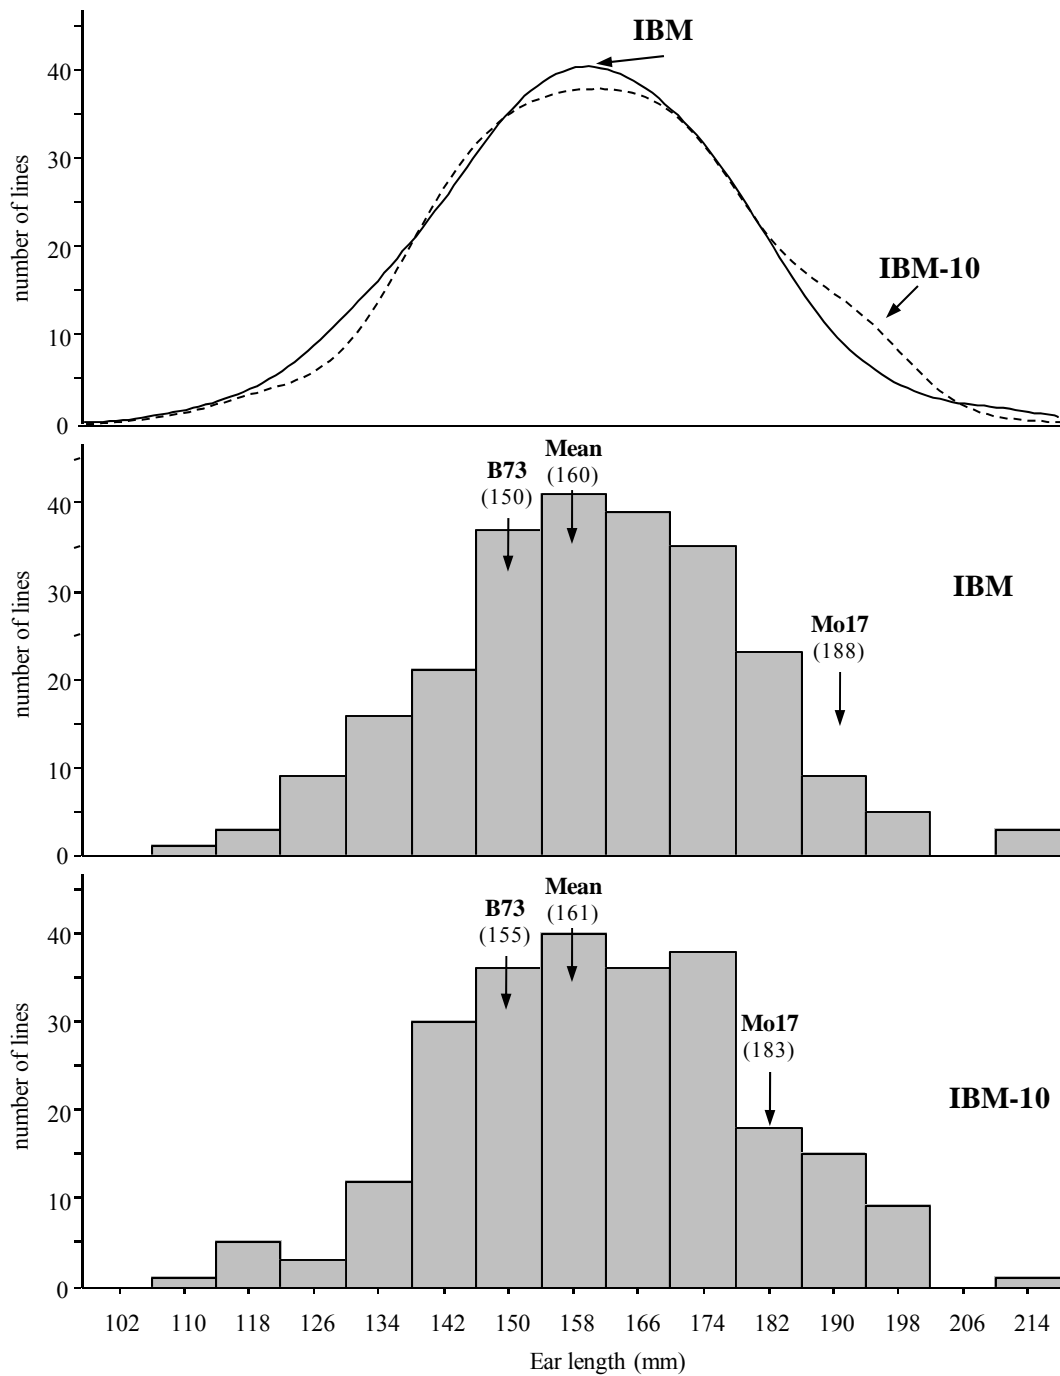 IBM
40
30
20
10
0
number of lines
IBM-10
Mean
(160)
B73
(150)
40
30
20
10
0
number of lines
IBM
Mo17
(188)
Mean
(161)
B73
(155)
40
30
20
10
0
number of lines
Mo17
(183)
IBM-10
102 110 118 126 134 142 150 158 166 174 182 190 198 206 214
Ear length (mm)